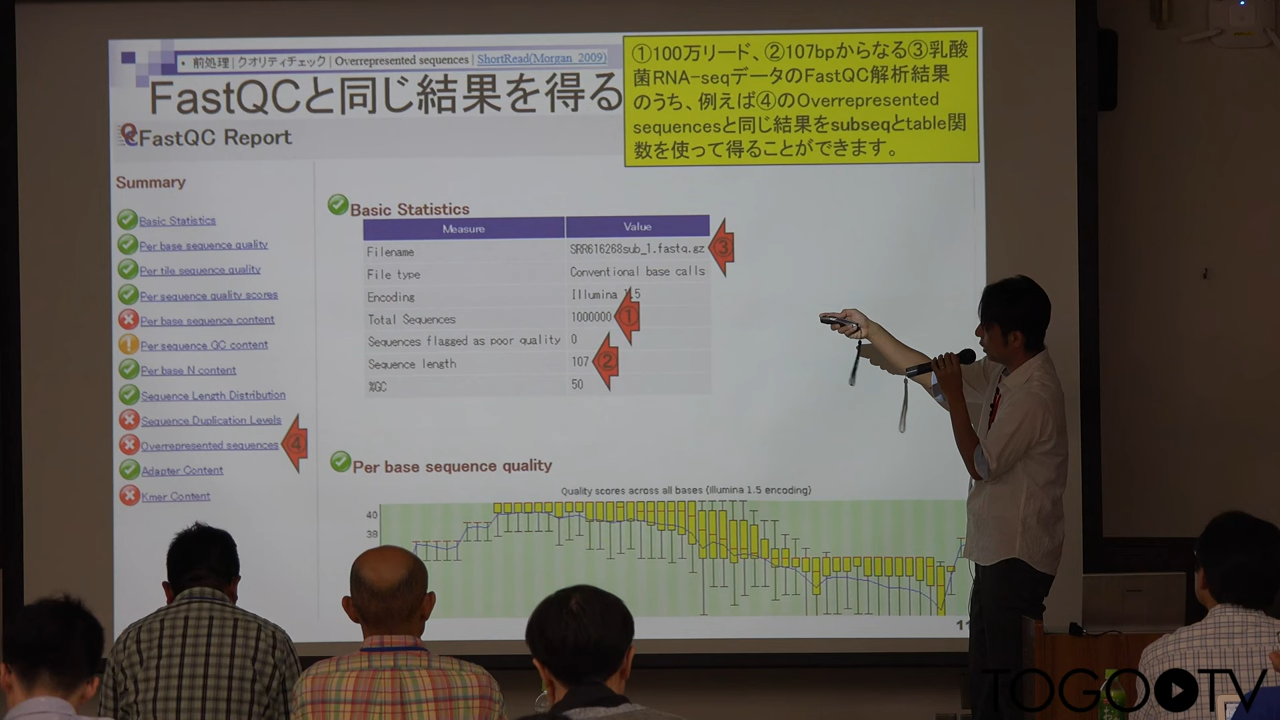 • 前処理 | クオリティチェック | Overrepresented sequences | ShortRead(Morgan_2009)
FastQCと同じ結果を得る
①100万リード、②107bpからなる③乳酸
菌RNA-seqデータのFastQC解析結果
のうち、例えば④のOverrepresented
sequencesと同じ結果をsubseqとtable関
数を使って得ることができます。
FastQC Report
Summary
Basic Statistics
Per base sequence quality
Per tile sequence quality
Per sequence quality scores
Per base sequence content
Per sequence GC content
Per base N content
Sequence Length Distribution
Sequence Duplication Levels
Overrepresented sequences ④
Adapter Content
Kmer Content
Basic Statistics
Measure Value
Filename SRR616268sub_1.fastq.gz ③
File type Conventional base calls
Encoding Illumina 1.5
Total Sequences 1000000 ①
Sequences flagged as poor quality 0
Sequence length 107 ②
%GC 50
Per base sequence quality
Quality scores across all bases (Illumina 1.5 encoding)
40
38
TOGO TV